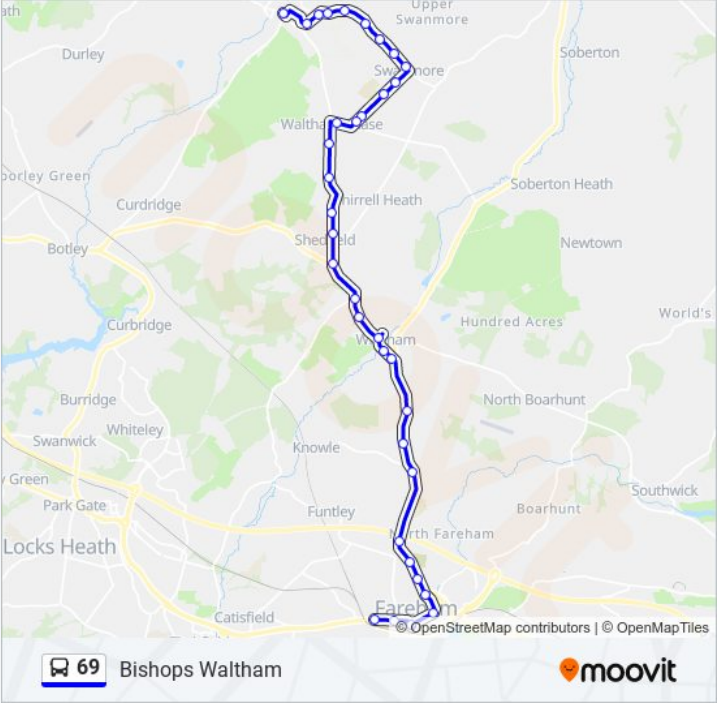 ath
Upper
Swanmore
Durley
Soberton
Swanmore
Waltham Chase
orley Green
Soberton Heath
Curdridge
Shirrell Heath
Shedfield
Newtown
Botley
World's
Curbridge
Hundred Acres
Wickham
Burridge
North Boarhunt
Whiteley
Swanwick
Knowle
y Green
Southwick
Park Gate
Funtley
Boarhunt
North Fareham
Locks Heath
Fareham
Catisfield
© OpenStreetMap contributors | © OpenMapTiles
69 Bishops Waltham
moovit